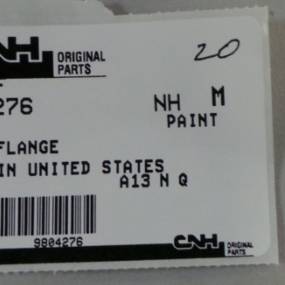 CNH ORIGINAL
PARTS
20
276
NH M
PAINT
FLANGE
IN UNITED STATES
A13 N Q
9804276
CNH ORIGINAL
PARTS